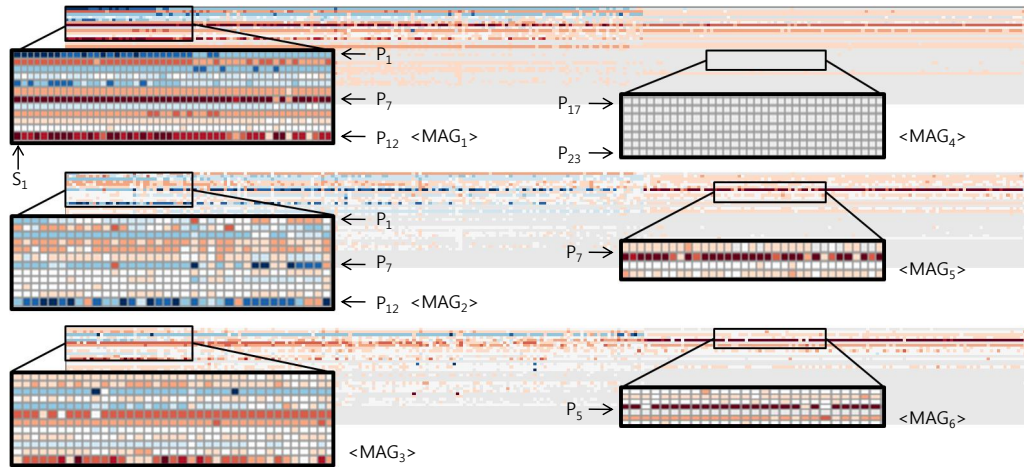 P1
P7
P12 <MAG1>
S1
P17
P23
<MAG4>
P1
P7
P12 <MAG2>
P7
<MAG5>
<MAG3>
P5
<MAG6>